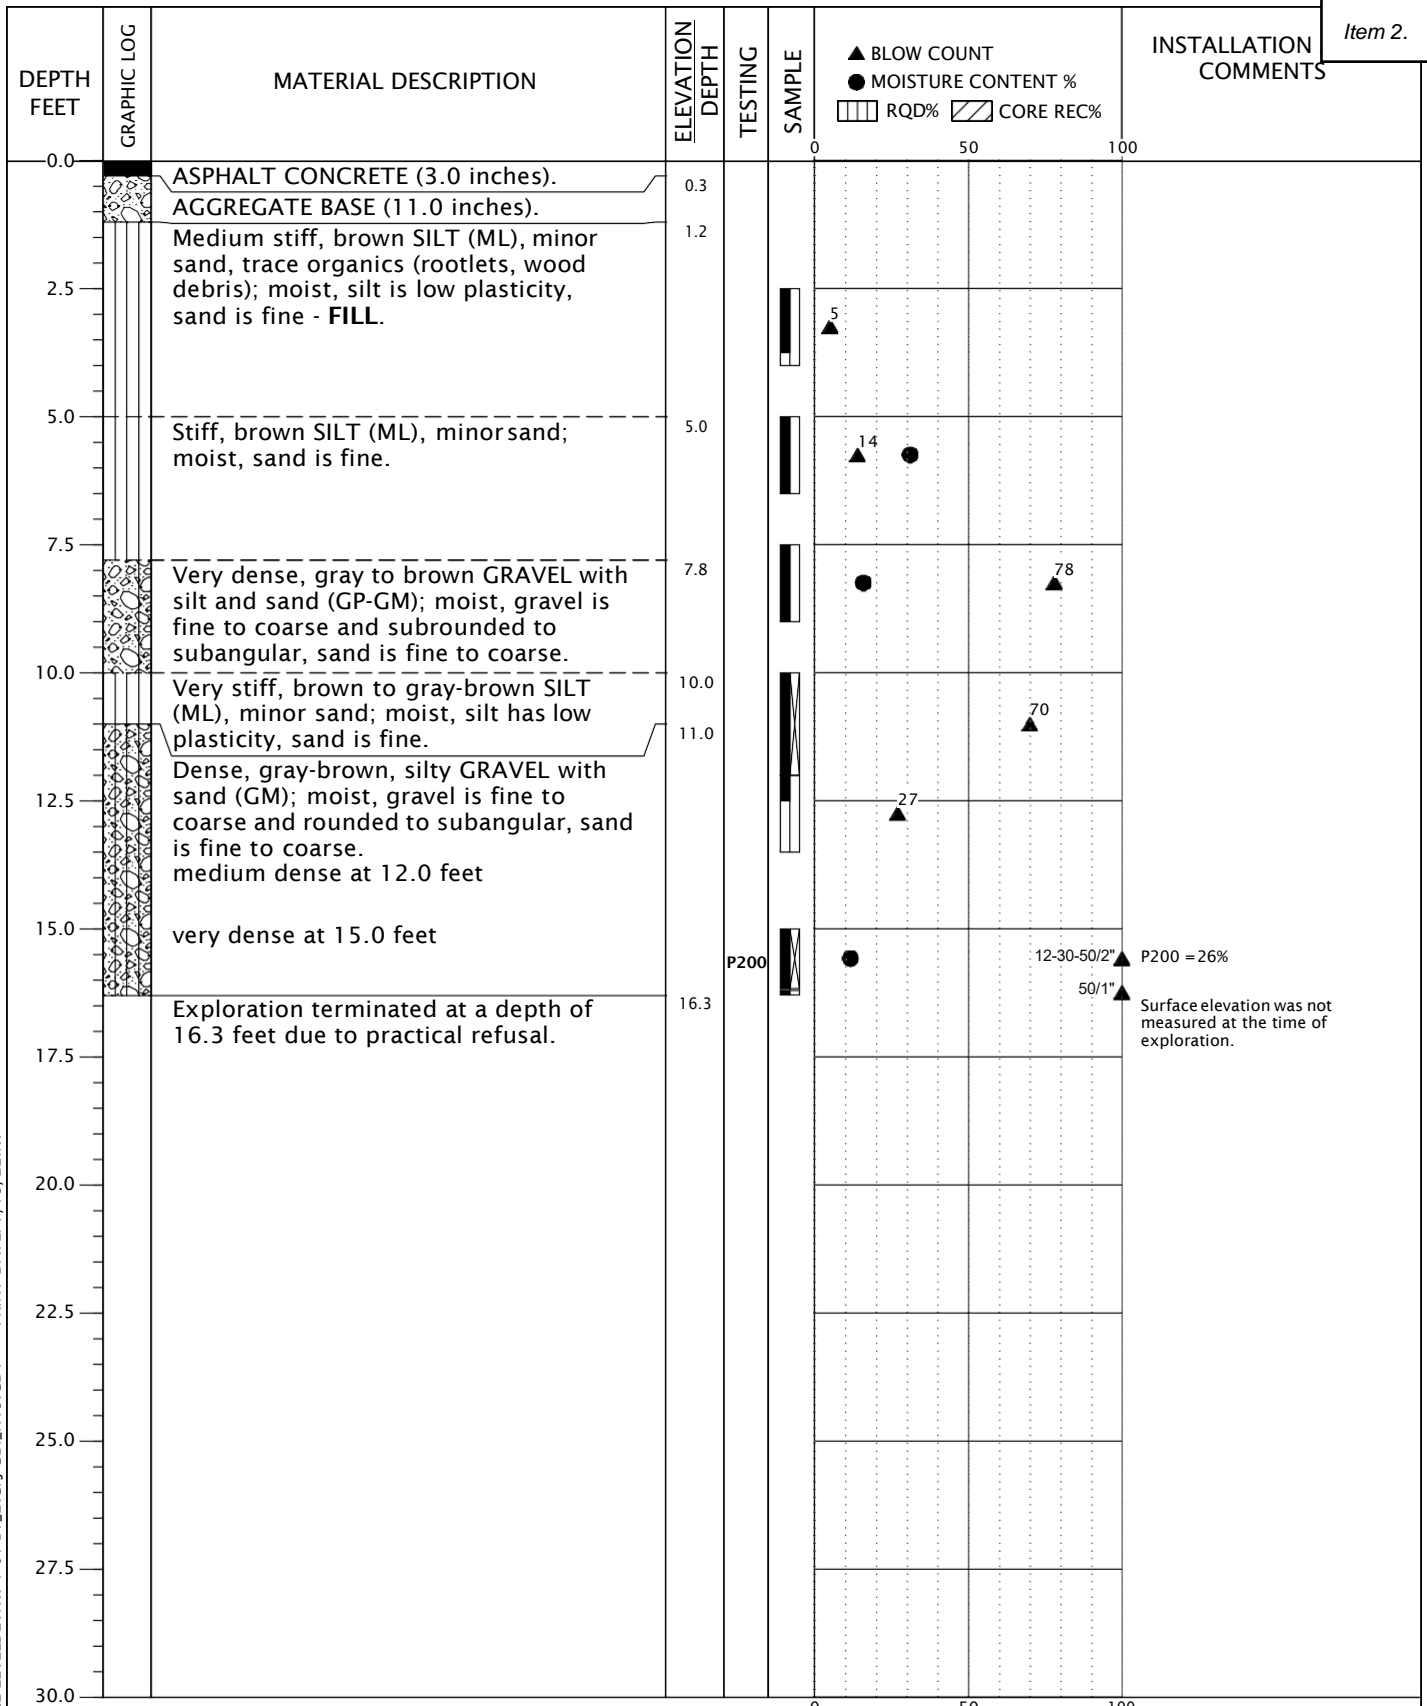 Item 2.
DEPTH
FEET
GRAPHIC LOG
MATERIAL DESCRIPTION
ELEVATION
DEPTH
TESTING
SAMPLE
▲ BLOW COUNT
● MOISTURE CONTENT %
RQD% CORE REC%
INSTALLATION
COMMENTS
0 50 100
0.0
ASPHALT CONCRETE (3.0 inches).
0.3
AGGREGATE BASE (11.0 inches).
1.2
Medium stiff, brown SILT (ML), minor
sand, trace organics (rootlets, wood
debris); moist, silt is low plasticity,
sand is fine - FILL.
2.5
5
5.0
5.0
Stiff, brown SILT (ML), minor sand;
moist, sand is fine.
14
7.5
7.8
Very dense, gray to brown GRAVEL with
silt and sand (GP-GM); moist, gravel is
fine to coarse and subrounded to
subangular, sand is fine to coarse.
78
10.0
10.0
Very stiff, brown to gray-brown SILT
(ML), minor sand; moist, silt has low
plasticity, sand is fine.
70
11.0
Dense, gray-brown, silty GRAVEL with
sand (GM); moist, gravel is fine to
coarse and rounded to subangular, sand
is fine to coarse.
12.5
27
medium dense at 12.0 feet
15.0
very dense at 15.0 feet
P200
12-30-50/2"
P200 = 26%
50/1"
16.3
Exploration terminated at a depth of
16.3 feet due to practical refusal.
Surface elevation was not
measured at the time of
exploration.
17.5
20.0
22.5
25.0
27.5
30.0
0 50 100